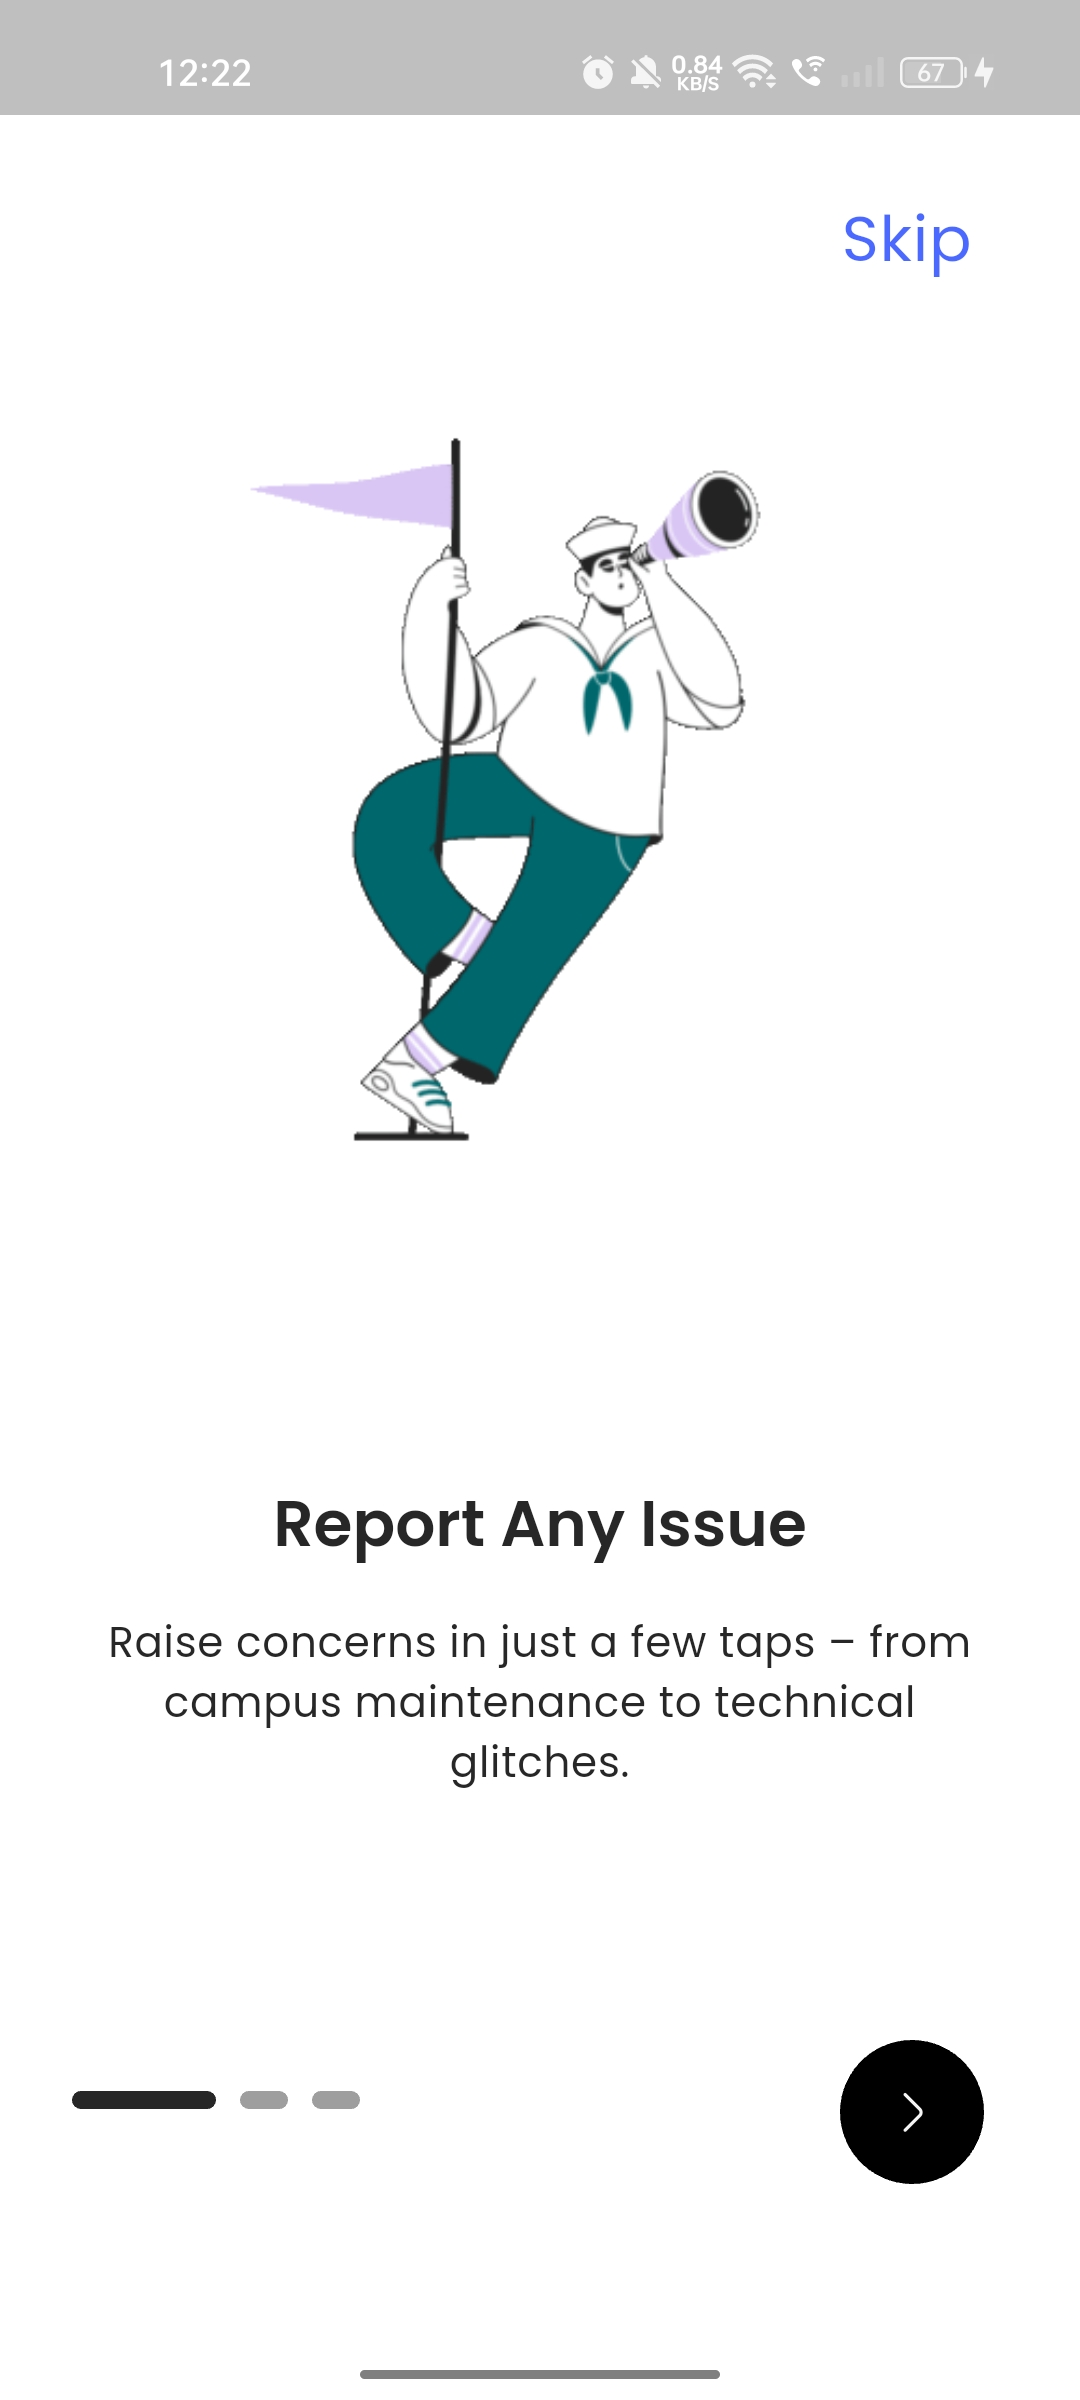 12:22
0.84
KB/S
67
Skip
Report Any Issue
Raise concerns in just a few taps – from
campus maintenance to technical
glitches.